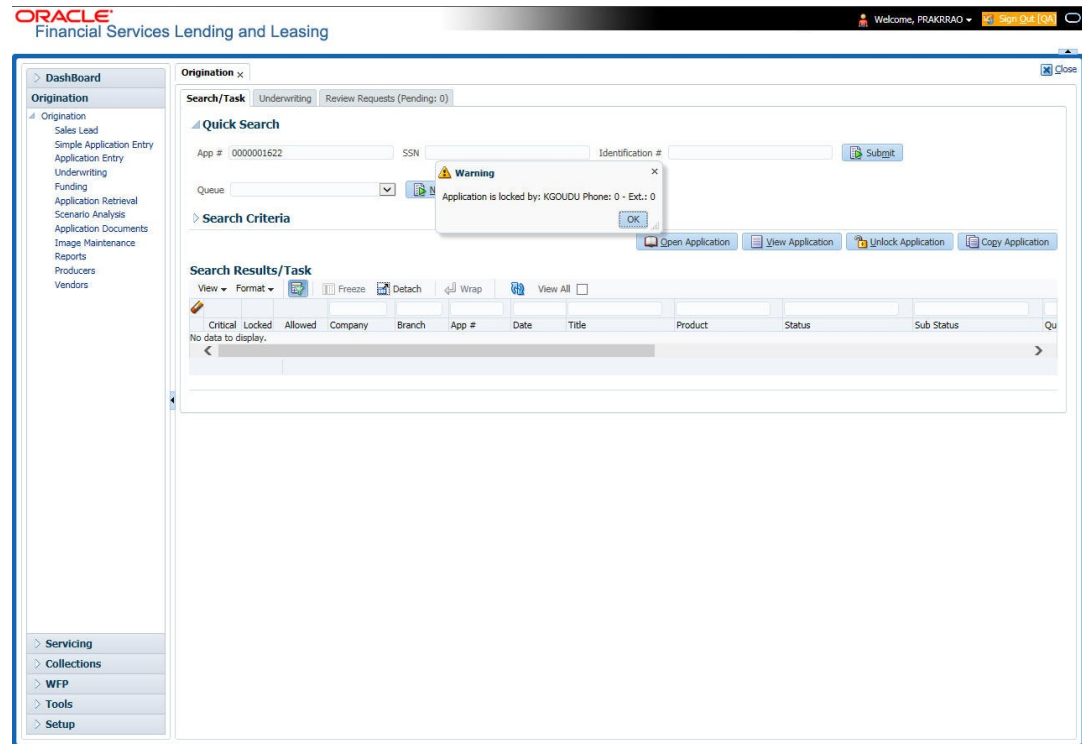 ORACLE
Financial Services Lending and Leasing
Welcome, PRAKRRAO
Sign Out [QA]
Close
DashBoard
Origination
Origination
Sales Lead
Simple Application Entry
Application Entry
Underwriting
Funding
Application Retrieval
Scenario Analysis
Application Documents
Image Maintenance
Reports
Producers
Vendors
Servicing
Collections
WFP
Tools
Setup
Origination x
Search/Task Underwriting Review Requests (Pending: 0)
Quick Search
App # 0000001622 SSN Identification # Submit
Queue N
Warning x
Application is locked by: KGOUDU Phone: 0 - Ext.: 0
OK
Search Criteria
Open Application View Application Unlock Application Copy Application
Search Results/Task
View Format Freeze Detach Wrap View All
Critical Locked Allowed Company Branch App # Date Title Product Status Sub Status Qu
No data to display.